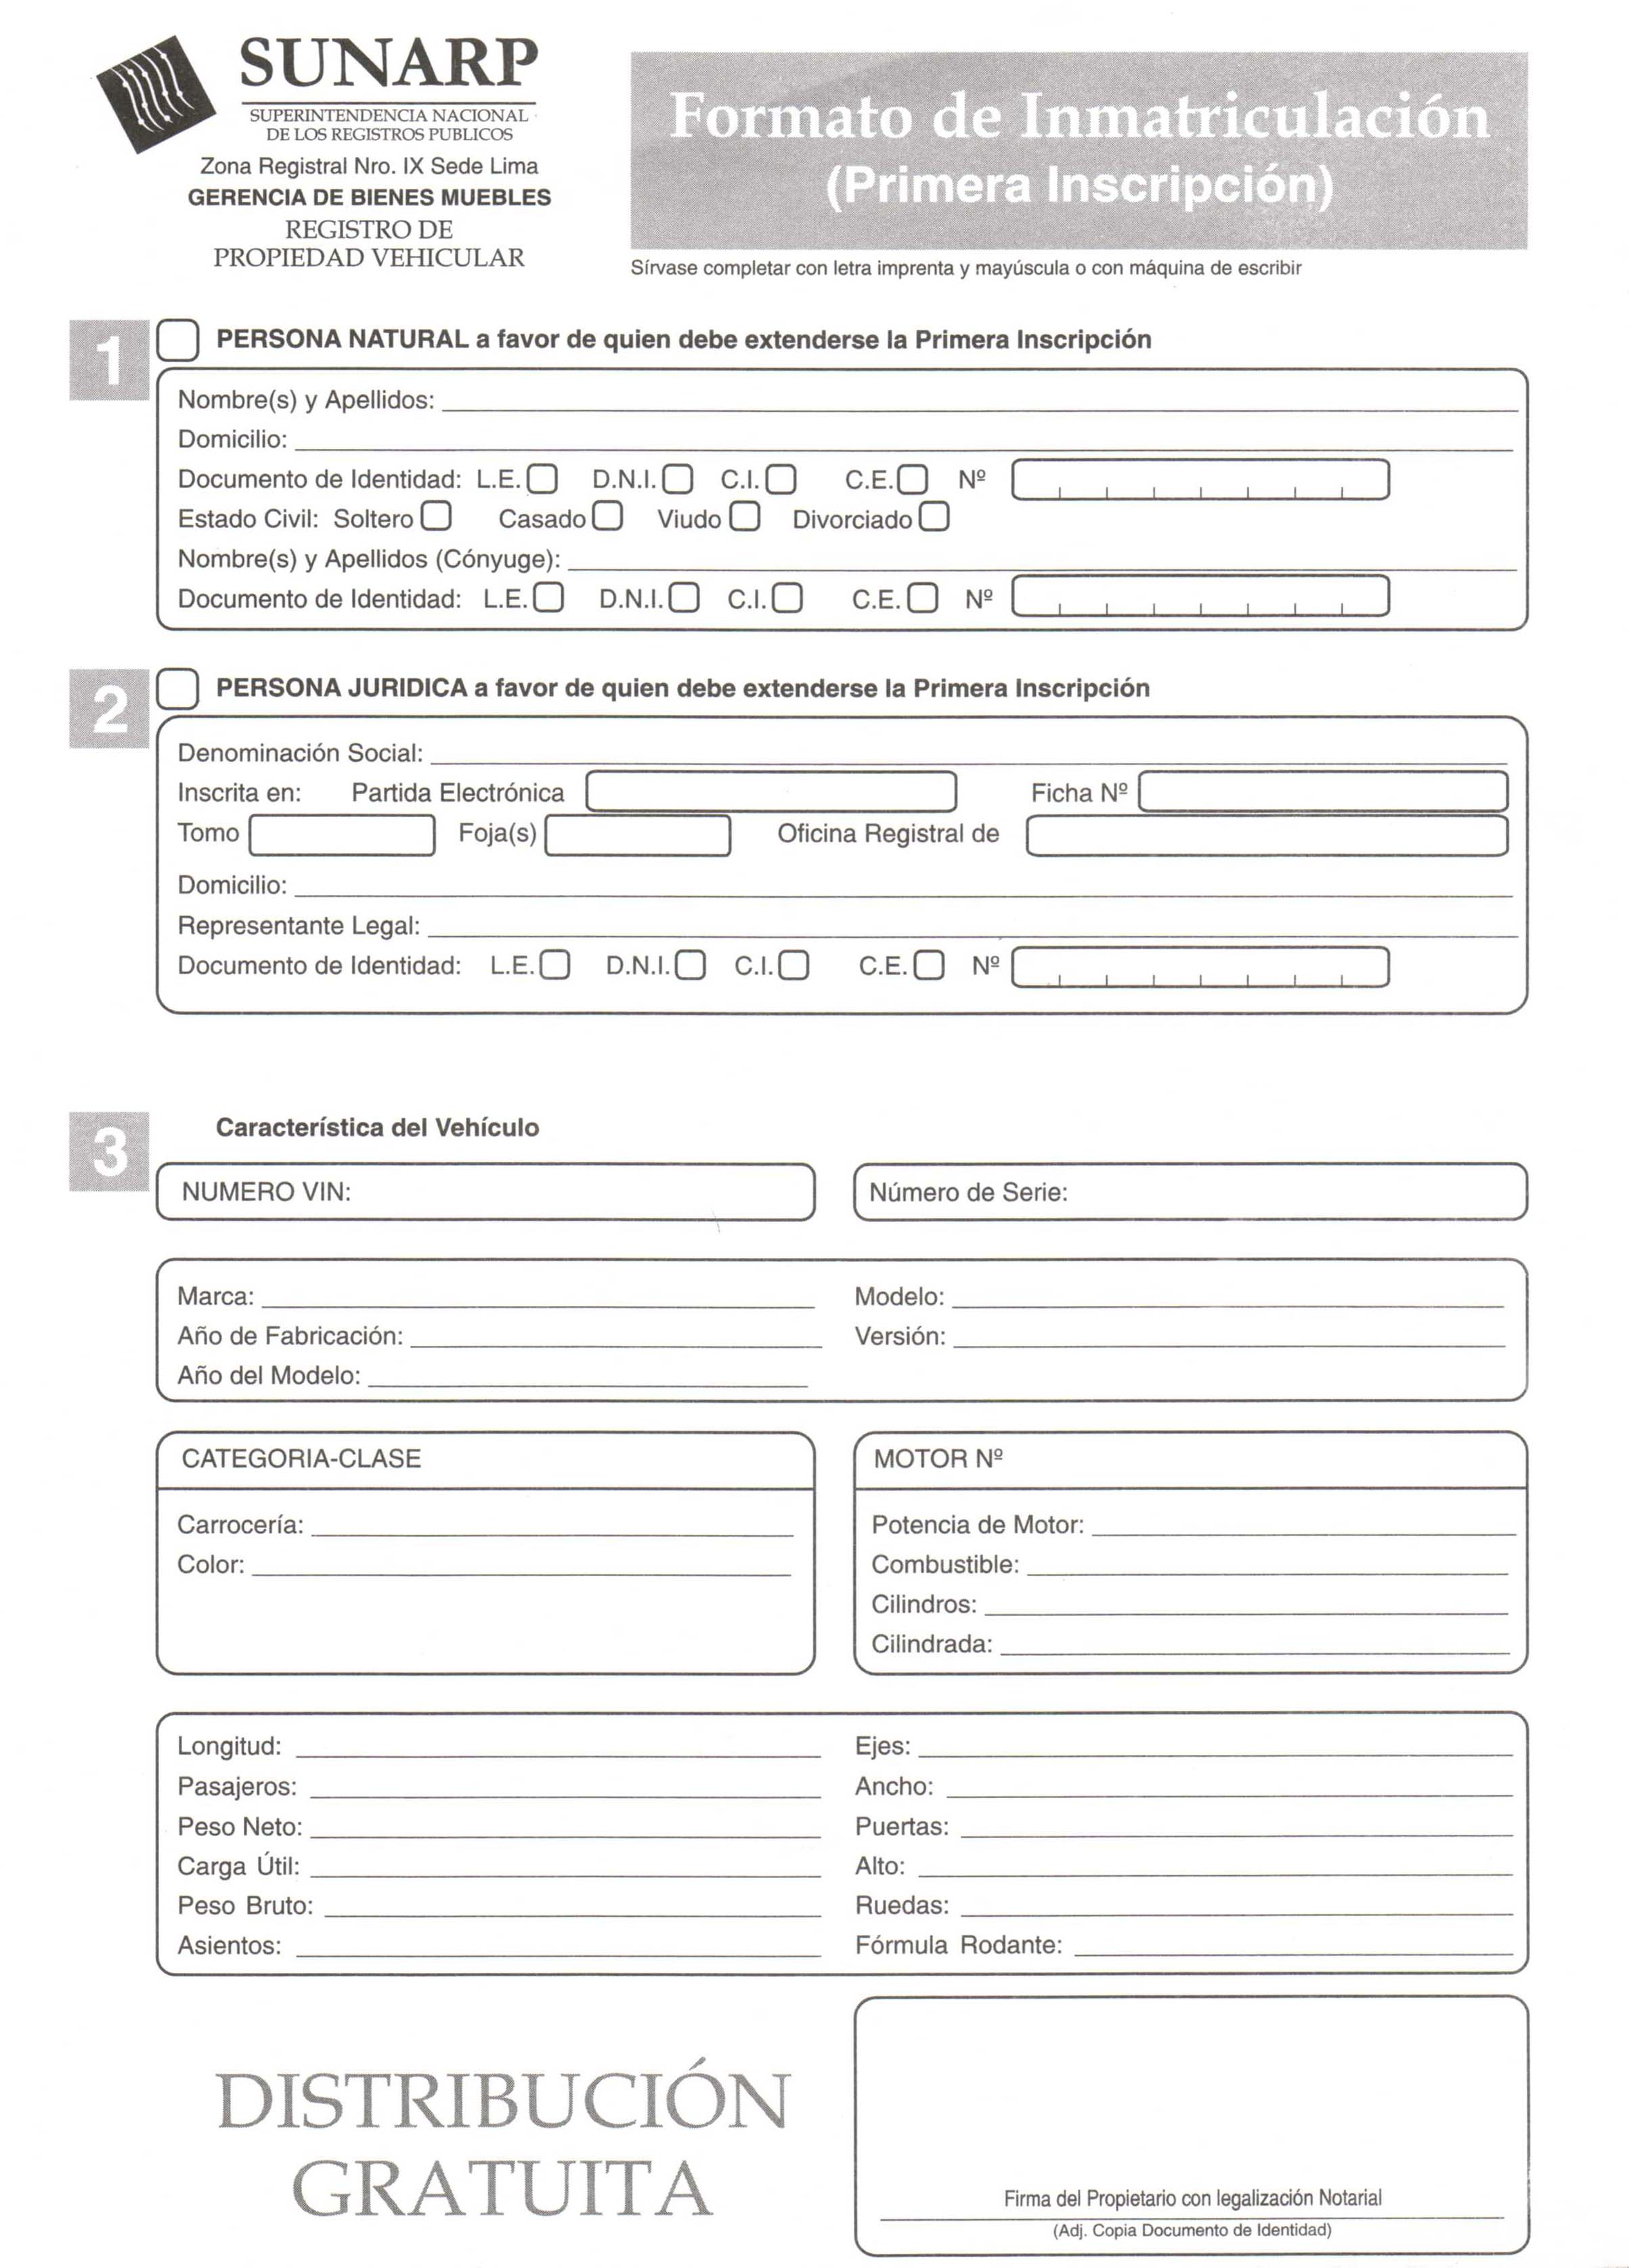 SUNARP
SUPERINTENDENCIA NACIONAL
DE LOS REGISTROS PUBLICOS
Zona Registral Nro. IX Sede Lima
GERENCIA DE BIENES MUEBLES
REGISTRO DE
PROPIEDAD VEHICULAR
Formato de Inmatriculación
(Primera Inscripción)
Sírvase completar con letra imprenta y mayúscula o con máquina de escribir
1 PERSONA NATURAL a favor de quien debe extenderse la Primera Inscripción
Nombre(s) y Apellidos:
Domicilio:
Documento de Identidad: L.E. D.N.I. C.I. C.E. Nº
Estado Civil: Soltero Casado Viudo Divorciado
Nombre(s) y Apellidos (Cónyuge):
Documento de Identidad: L.E. D.N.I. C.I. C.E. Nº
2 PERSONA JURIDICA a favor de quien debe extenderse la Primera Inscripción
Denominación Social:
Inscrita en: Partida Electrónica Ficha Nº
Tomo Foja(s) Oficina Registral de
Domicilio:
Representante Legal:
Documento de Identidad: L.E. D.N.I. C.I. C.E. Nº
3 Característica del Vehículo
NUMERO VIN: Número de Serie:
Marca: Modelo:
Año de Fabricación: Versión:
Año del Modelo:
CATEGORIA-CLASE
Carrocería:
Color:
MOTOR Nº
Potencia de Motor:
Combustible:
Cilindros:
Cilindrada:
Longitud: Ejes:
Pasajeros: Ancho:
Peso Neto: Puertas:
Carga Útil: Alto:
Peso Bruto: Ruedas:
Asientos: Fórmula Rodante:
DISTRIBUCIÓN
GRATUITA
Firma del Propietario con legalización Notarial
(Adj. Copia Documento de Identidad)